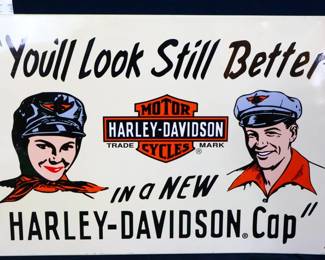 "You'll Look Still Better
MOTOR
HARLEY-DAVIDSON
TRADE MARK
CYCLES ®
IN a NEW
HARLEY-DAVIDSON® Cap"